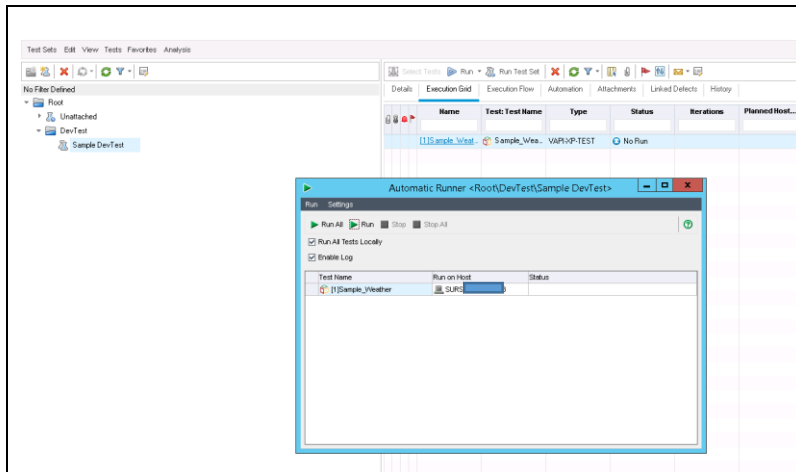 Test Sets Edit View Tests Favorites Analysis
Select Tests Run Run Test Set
No Filter Defined
Details Execution Grid Execution Flow Automation Attachments Linked Defects History
Root
Unattached
DevTest
Sample DevTest
Name Test: Test Name Type Status Iterations Planned Host...
[1]Sample_Weat.. Sample_Wea.. VAPI-XP-TEST No Run
Automatic Runner <Root\DevTest\Sample DevTest>
Run Settings
Run All Run Stop Stop All
Run All Tests Locally
Enable Log
Test Name Run on Host Status
[1]Sample_Weather SURS